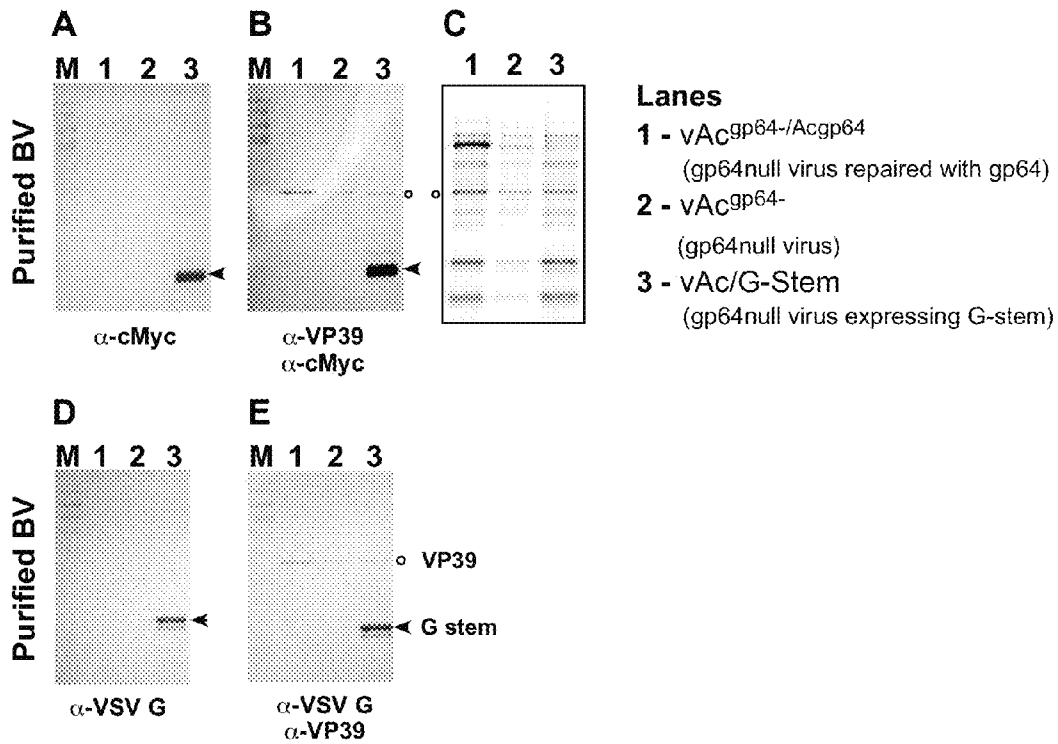 A
B
C
M 1 2 3
M 1 2 3
1 2 3
Purified BV
α-cMyc
α-VP39
α-cMyc
Lanes
1 - vAcgp64-/Acgp64
(gp64null virus repaired with gp64)
2 - vAcgp64-
(gp64null virus)
3 - vAc/G-Stem
(gp64null virus expressing G-stem)
D
E
M 1 2 3
M 1 2 3
Purified BV
VP39
G stem
α-VSV G
α-VSV G
α-VP39